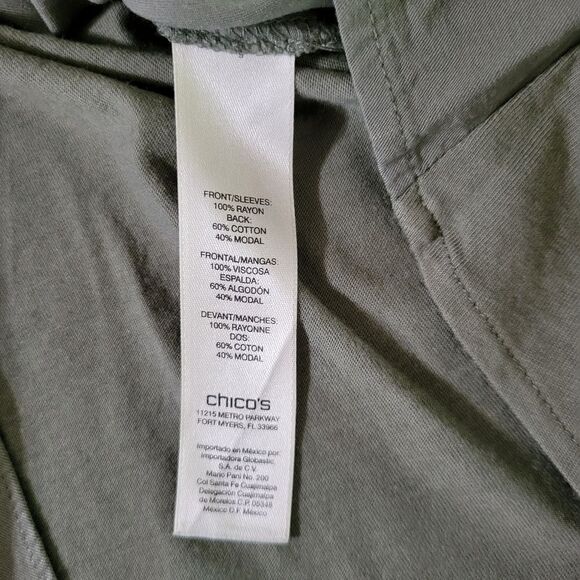 FRONT/SLEEVES:
100% RAYON
BACK:
60% COTTON
40% MODAL
FRONTAL/MANGAS:
100% VISCOSA
ESPALDA:
60% ALGODÓN
40% MODAL
DEVANT/MANCHES:
100% RAYONNE
DOS:
60% COTON
40% MODAL
chico's
11215 METRO PARKWAY
FORT MYERS, FL 33966
Importado en México por:
Importadora Globastic,
S.A. de C.V.
Mario Pani No. 200
Col Santa Fe Cuajimalpa
Delegación Cuajimalpa
de Morelos C.P. 05348
México D.F. México